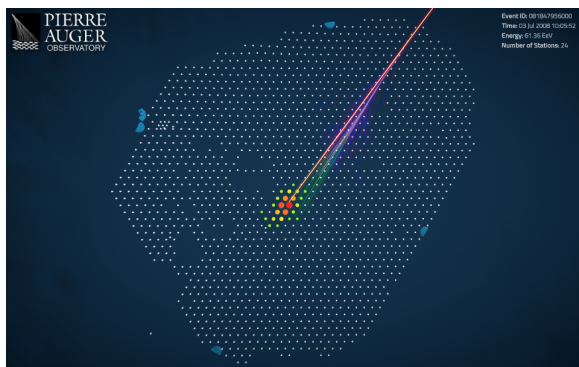 PIERRE
AUGER
OBSERVATORY
Event ID: 081847956000
Time: 03 Jul 2008 10:05:52
Energy: 61.36 EeV
Number of Stations: 24